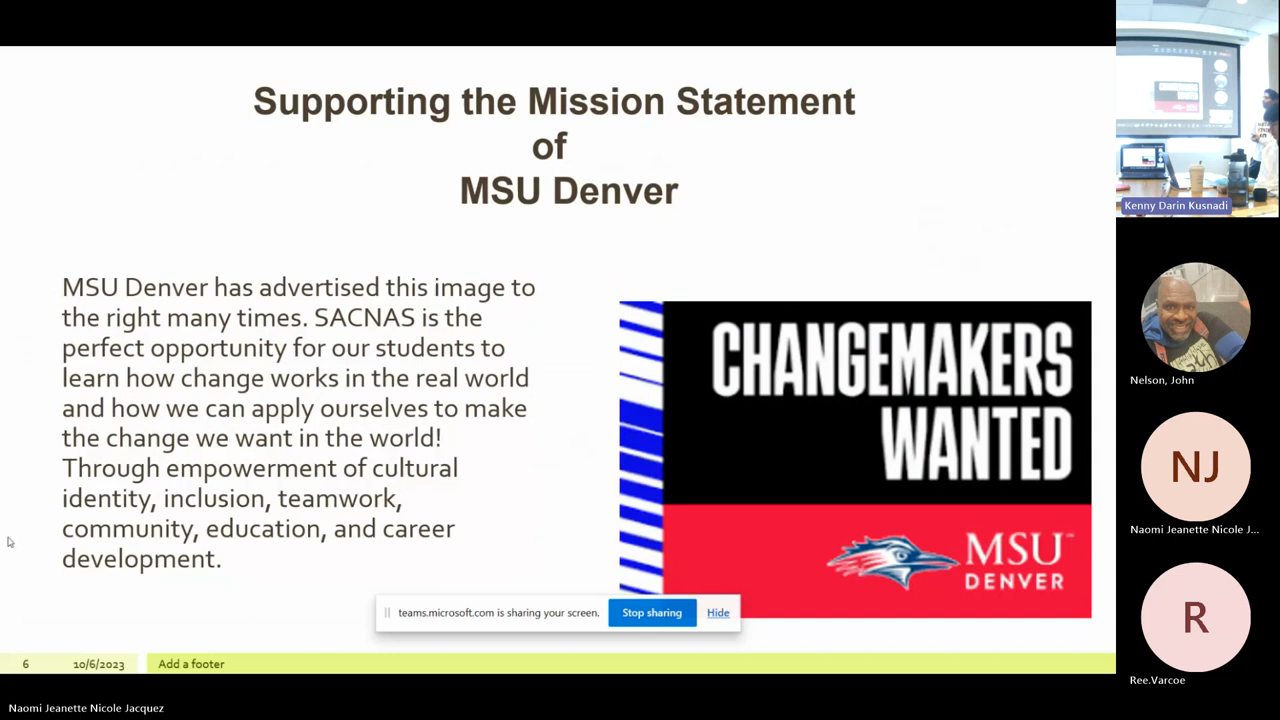 Supporting the Mission Statement
of
MSU Denver
MSU Denver has advertised this image to
the right many times. SACNAS is the
perfect opportunity for our students to
learn how change works in the real world
and how we can apply ourselves to make
the change we want in the world!
Through empowerment of cultural
identity, inclusion, teamwork,
community, education, and career
development.
CHANGEMAKERS
WANTED
MSU™
DENVER
teams.microsoft.com is sharing your screen.
Stop sharing
Hide
6
10/6/2023
Add a footer
Naomi Jeanette Nicole Jacquez
Kenny Darin Kusnadi
Nelson, John
NJ
Naomi Jeanette Nicole J...
R
Ree.Varcoe